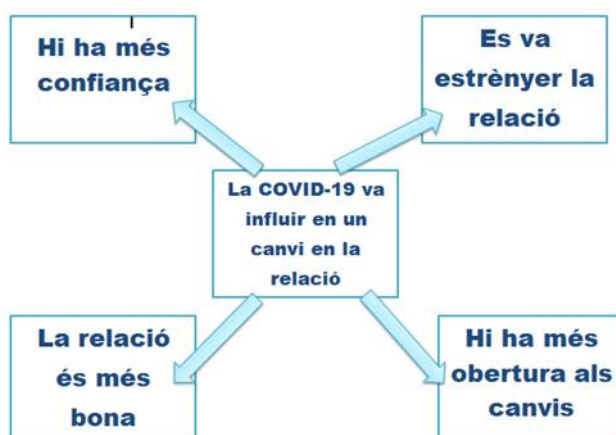 Hi ha més
confiança
Es va
estrènyer la
relació
La COVID-19 va
influir en un
canvi en la
relació
La relació
és més
bona
Hi ha més
obertura als
canvis